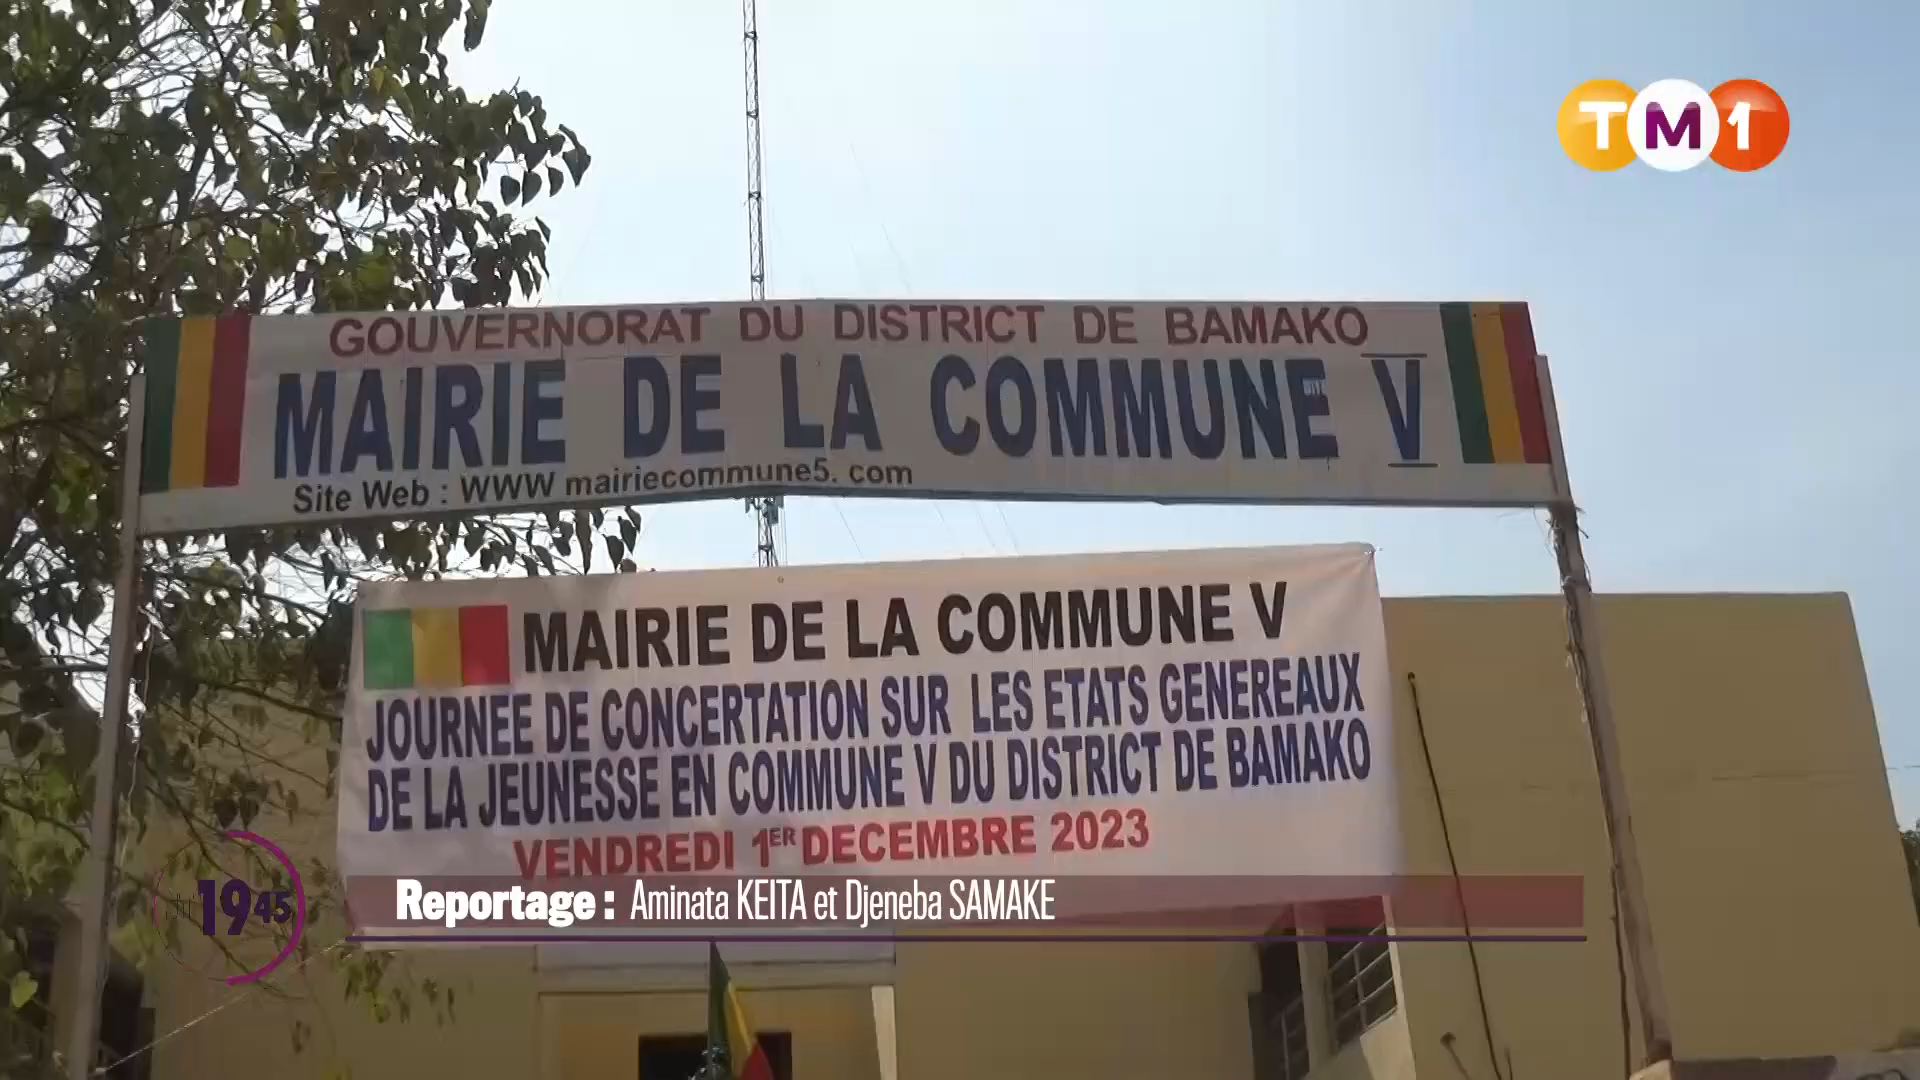 TM1
GOUVERNORAT DU DISTRICT DE BAMAKO
MAIRIE DE LA COMMUNE V
Site Web : WWW mairiecommune5. com
MAIRIE DE LA COMMUNE V
JOURNEE DE CONCERTATION SUR LES ETATS GENEREAUX
DE LA JEUNESSE EN COMMUNE V DU DISTRICT DE BAMAKO
VENDREDI 1ER DECEMBRE 2023
1945
Reportage : Aminata KEITA et Djeneba SAMAKE